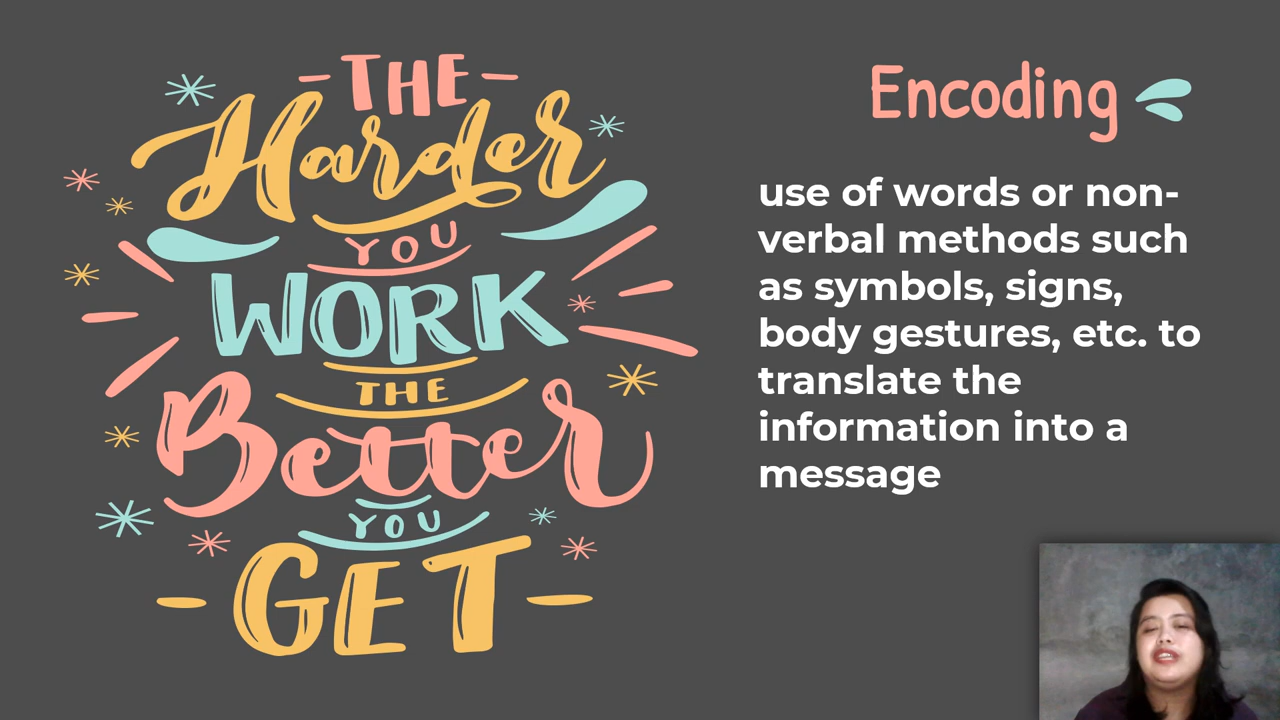 THE
Harder
YOU
WORK
THE
Better
YOU
GET
Encoding
use of words or non-
verbal methods such
as symbols, signs,
body gestures, etc. to
translate the
information into a
message